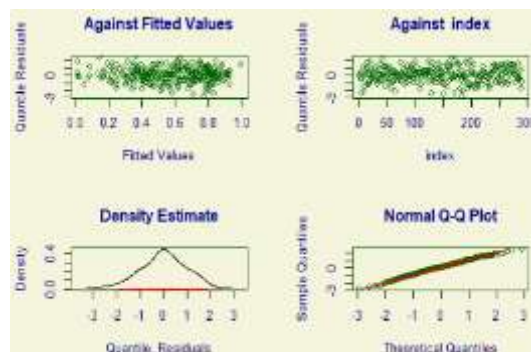 Against Fitted Values
Quantile Residuals
0
-3
0.0 0.2 0.4 0.6 0.8 1.0
Fitted Values
Against index
Quantile Residuals
0
-3
0 50 100 200 300
index
Density Estimate
Density
0.4
0.0
-3 -2 -1 0 1 2 3
Quantile. Residuals
Normal Q-Q Plot
Sample Quantiles
0
-3
-3 -2 -1 0 1 2 3
Theoretical Quantiles